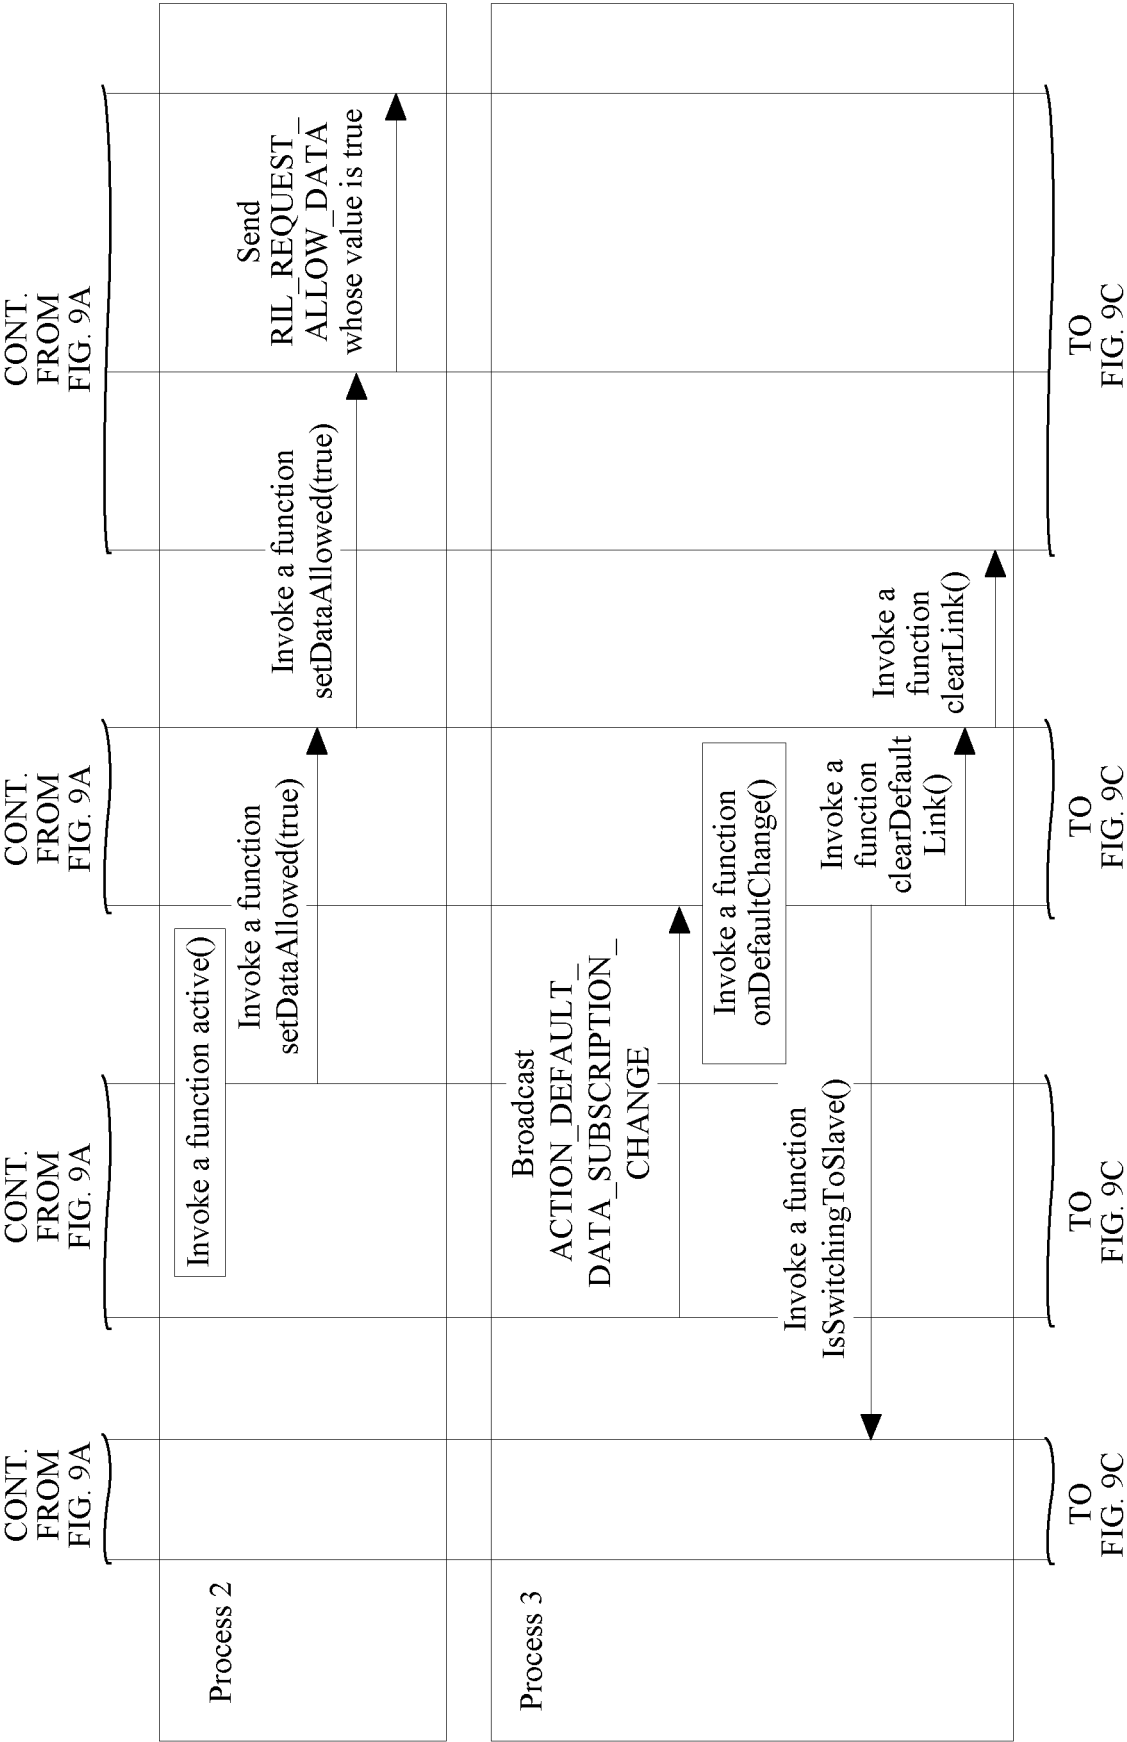 CONT.
FROM
FIG. 9A
CONT.
FROM
FIG. 9A
CONT.
FROM
FIG. 9A
CONT.
FROM
FIG. 9A
Process 2
Invoke a function active()
Invoke a function
setDataAllowed(true)
Invoke a function
setDataAllowed(true)
Send
RIL_REQUEST_
ALLOW_DATA
whose value is true
Process 3
Broadcast
ACTION_DEFAULT_
DATA_SUBSCRIPTION_
CHANGE
Invoke a function
onDefaultChange()
Invoke a function
IsSwitchingToSlave()
Invoke a
function
clearDefault
Link()
Invoke a
function
clearLink()
TO
FIG. 9C
TO
FIG. 9C
TO
FIG. 9C
TO
FIG. 9C